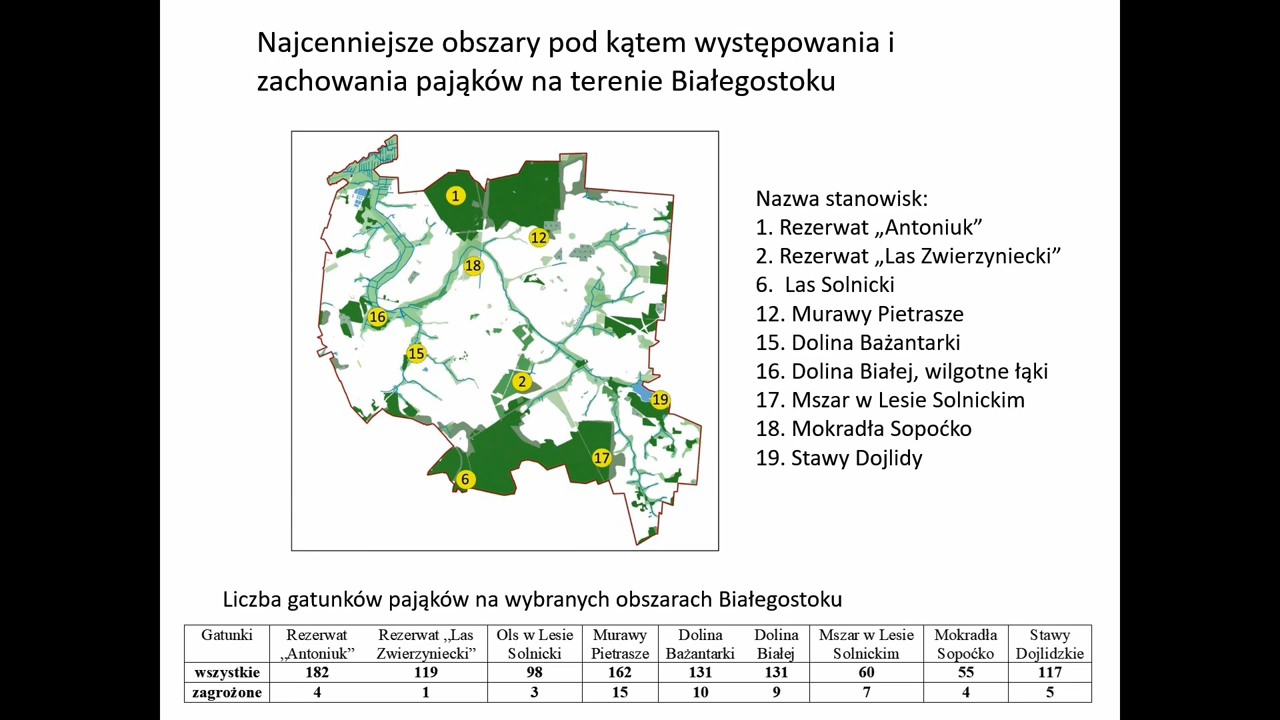 Najcenniejsze obszary pod kątem występowania i
zachowania pająków na terenie Białegostoku
1
12
18
16
15
2
19
17
6
Nazwa stanowisk:
1. Rezerwat „Antoniuk”
2. Rezerwat „Las Zwierzyniecki”
6. Las Solnicki
12. Murawy Pietrasze
15. Dolina Bażantarki
16. Dolina Białej, wilgotne łąki
17. Mszar w Lesie Solnickim
18. Mokradła Sopoćko
19. Stawy Dojlidy
Liczba gatunków pająków na wybranych obszarach Białegostoku
Gatunki Rezerwat „Antoniuk” Rezerwat „Las Zwierzyniecki” Ols w Lesie Solnicki Murawy Pietrasze Dolina Bażantarki Dolina Białej Mszar w Lesie Solnickim Mokradła Sopoćko Stawy Dojlidzkie
wszystkie 182 119 98 162 131 131 60 55 117
zagrożone 4 1 3 15 10 9 7 4 5